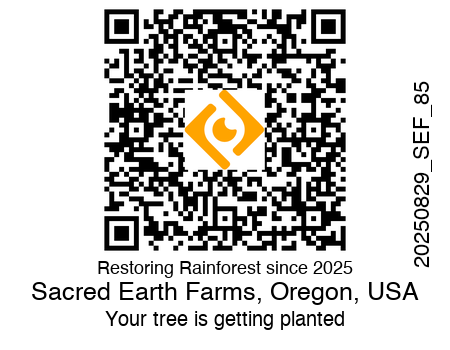 Restoring Rainforest since 2025
Sacred Earth Farms, Oregon, USA
Your tree is getting planted
20250829_SEF_85